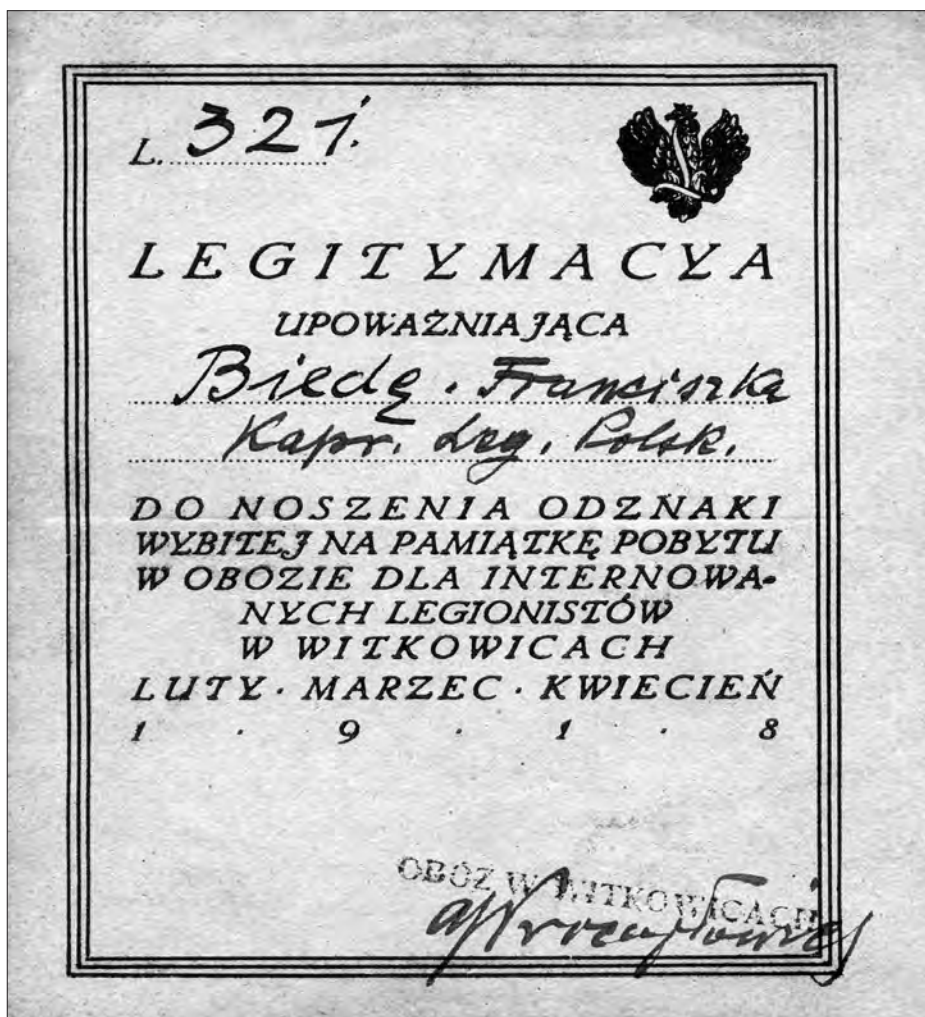 L. 321.
LEGITYMACYA
UPOWAŻNIAJĄCA
Biedę. Franciszka
Kapr. Leg. Polsk.
DO NOSZENIA ODZNAKI
WYBITEJ NA PAMIĄTKĘ POBYTU
W OBOZIE DLA INTERNOWA-
NYCH LEGIONISTÓW
W WITKOWICACH
LUTY · MARZEC · KWIECIEŃ
1 · 9 · 1 · 8
OBÓZ W WITKOWICACH